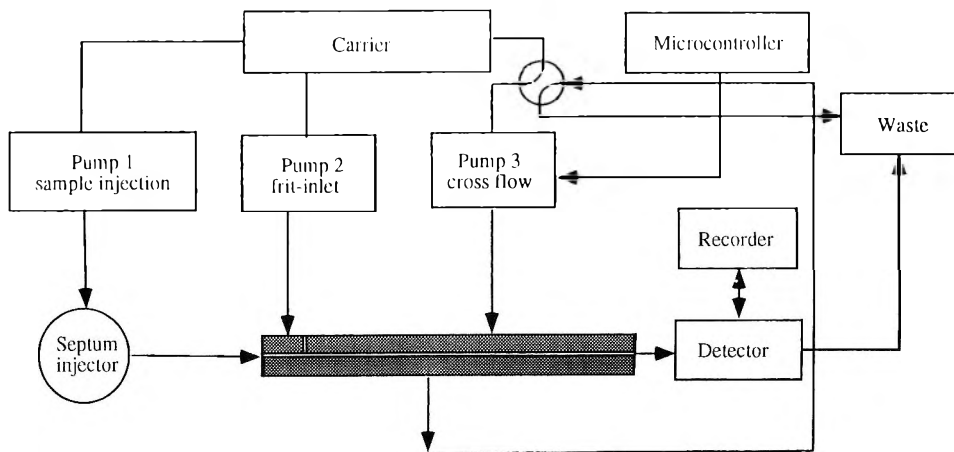 Carrier
Microcontroller
Waste
Pump 1
sample injection
Pump 2
frit-inlet
Pump 3
cross flow
Recorder
Septum
injector
Detector